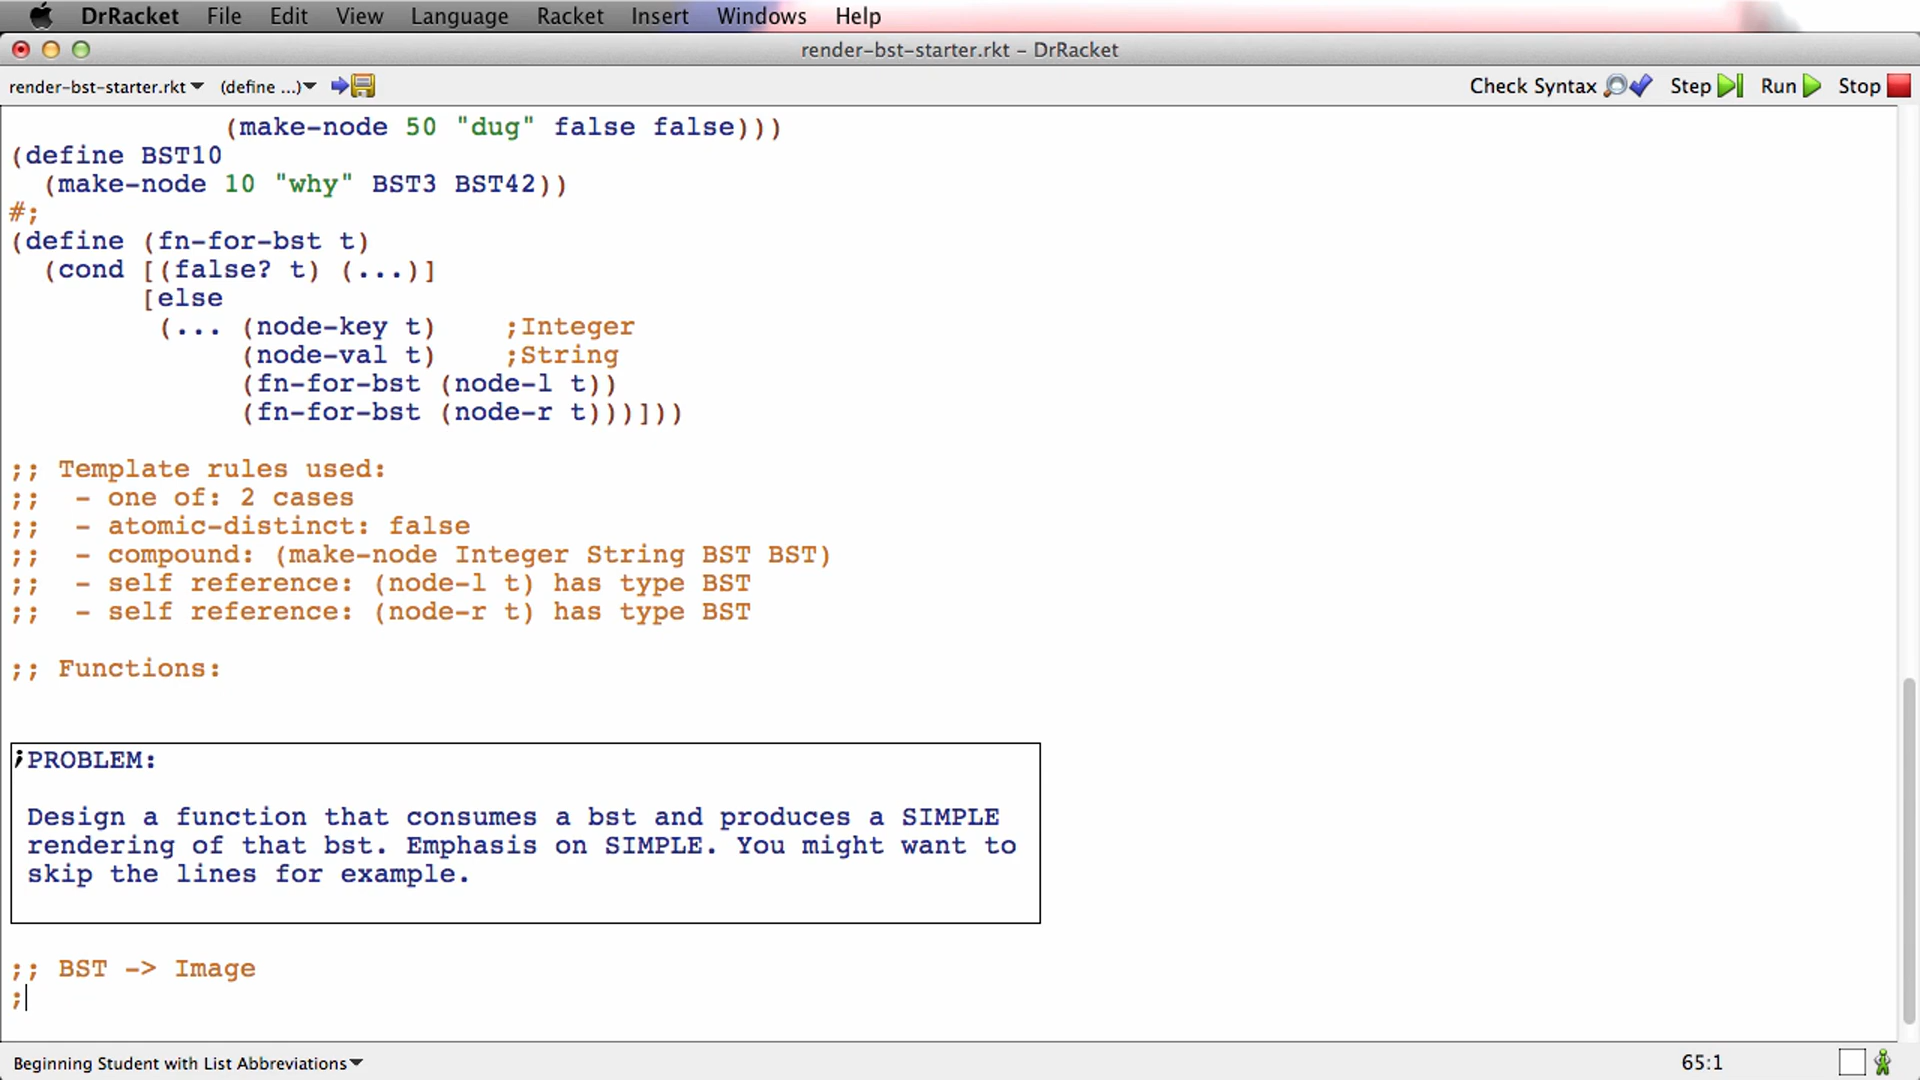 DrRacket File Edit View Language Racket Insert Windows Help
render-bst-starter.rkt - DrRacket
render-bst-starter.rkt (define ...) Check Syntax Step Run Stop
(make-node 50 "dug" false false)))
(define BST10
(make-node 10 "why" BST3 BST42))
#;
(define (fn-for-bst t)
(cond [(false? t) (...)]
[else
(... (node-key t) ;Integer
(node-val t) ;String
(fn-for-bst (node-l t))
(fn-for-bst (node-r t)))]))
;; Template rules used:
;; - one of: 2 cases
;; - atomic-distinct: false
;; - compound: (make-node Integer String BST BST)
;; - self reference: (node-l t) has type BST
;; - self reference: (node-r t) has type BST
;; Functions:
;PROBLEM:
Design a function that consumes a bst and produces a SIMPLE
rendering of that bst. Emphasis on SIMPLE. You might want to
skip the lines for example.
;; BST -> Image
;
Beginning Student with List Abbreviations 65:1